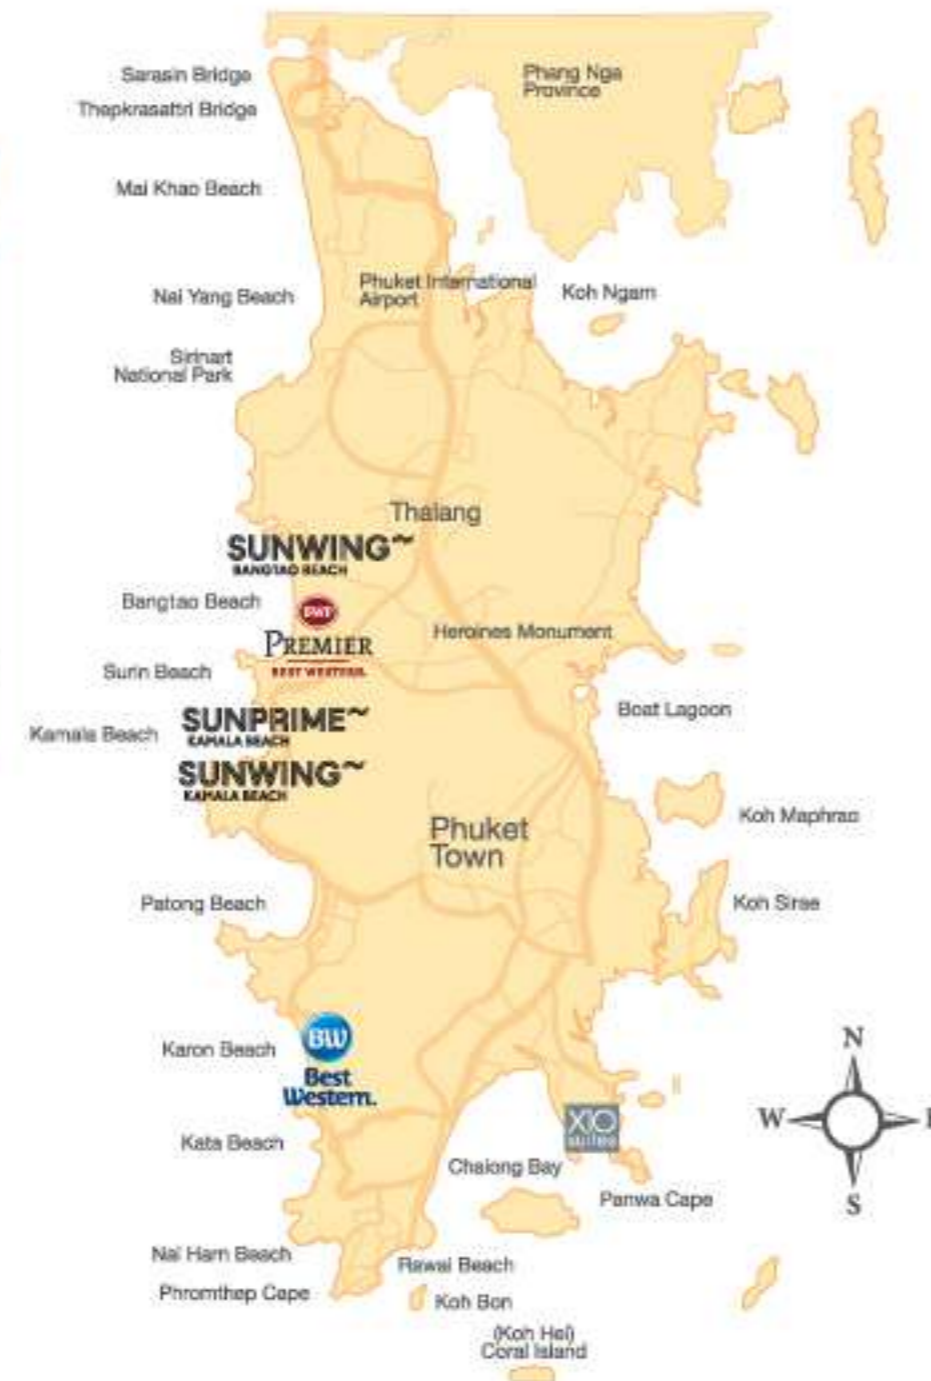 Sarasin Bridge
Phang Nga
Province
Thepkrasattri Bridge
Mai Khao Beach
Phuket International
Airport
Nai Yang Beach
Koh Ngam
Sirinart
National Park
Thalang
SUNWING~
BANGTAO BEACH
Bangtao Beach
BWP
PREMIER
BEST WESTERN.
Heroines Monument
Surin Beach
SUNPRIME~
KAMALA BEACH
Kamala Beach
Boat Lagoon
SUNWING~
KAMALA BEACH
Koh Maphrao
Phuket
Town
Patong Beach
Koh Sirae
BW
Best
Western.
Karon Beach
N
W
E
S
XIO
suites
Kata Beach
Chalong Bay
Panwa Cape
Nai Harn Beach
Rawai Beach
Phromthep Cape
Koh Bon
(Koh Hei)
Coral Island